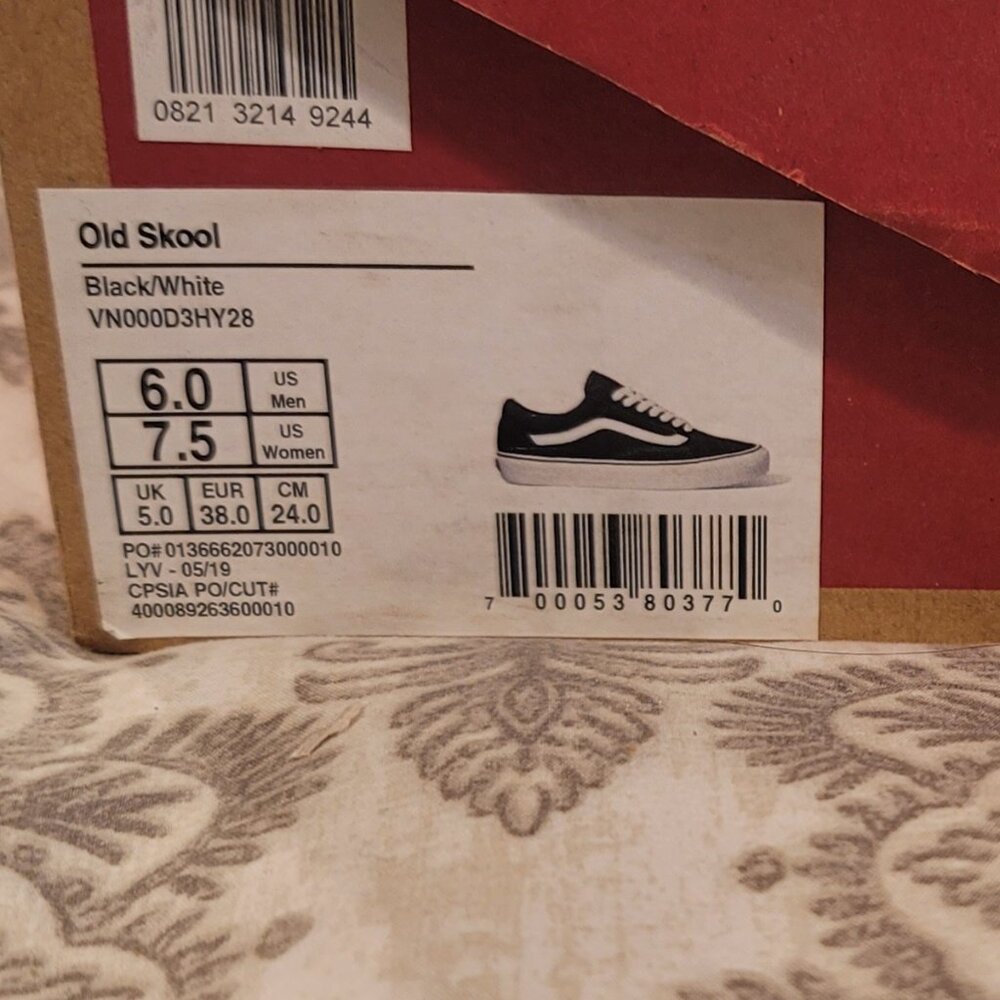 0821 3214 9244
Old Skool
Black/White
VN000D3HY28
6.0 US Men
7.5 US Women
UK EUR CM
5.0 38.0 24.0
PO# 0136662073000010
LYV - 05/19
CPSIA PO/CUT#
400089263600010
7 00053 80377 0